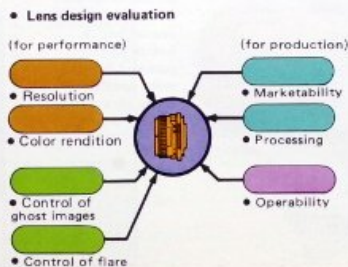 • Lens design evaluation
(for performance)
• Resolution
• Color rendition
• Control of
ghost images
• Control of flare
(for production)
• Marketability
• Processing
• Operability